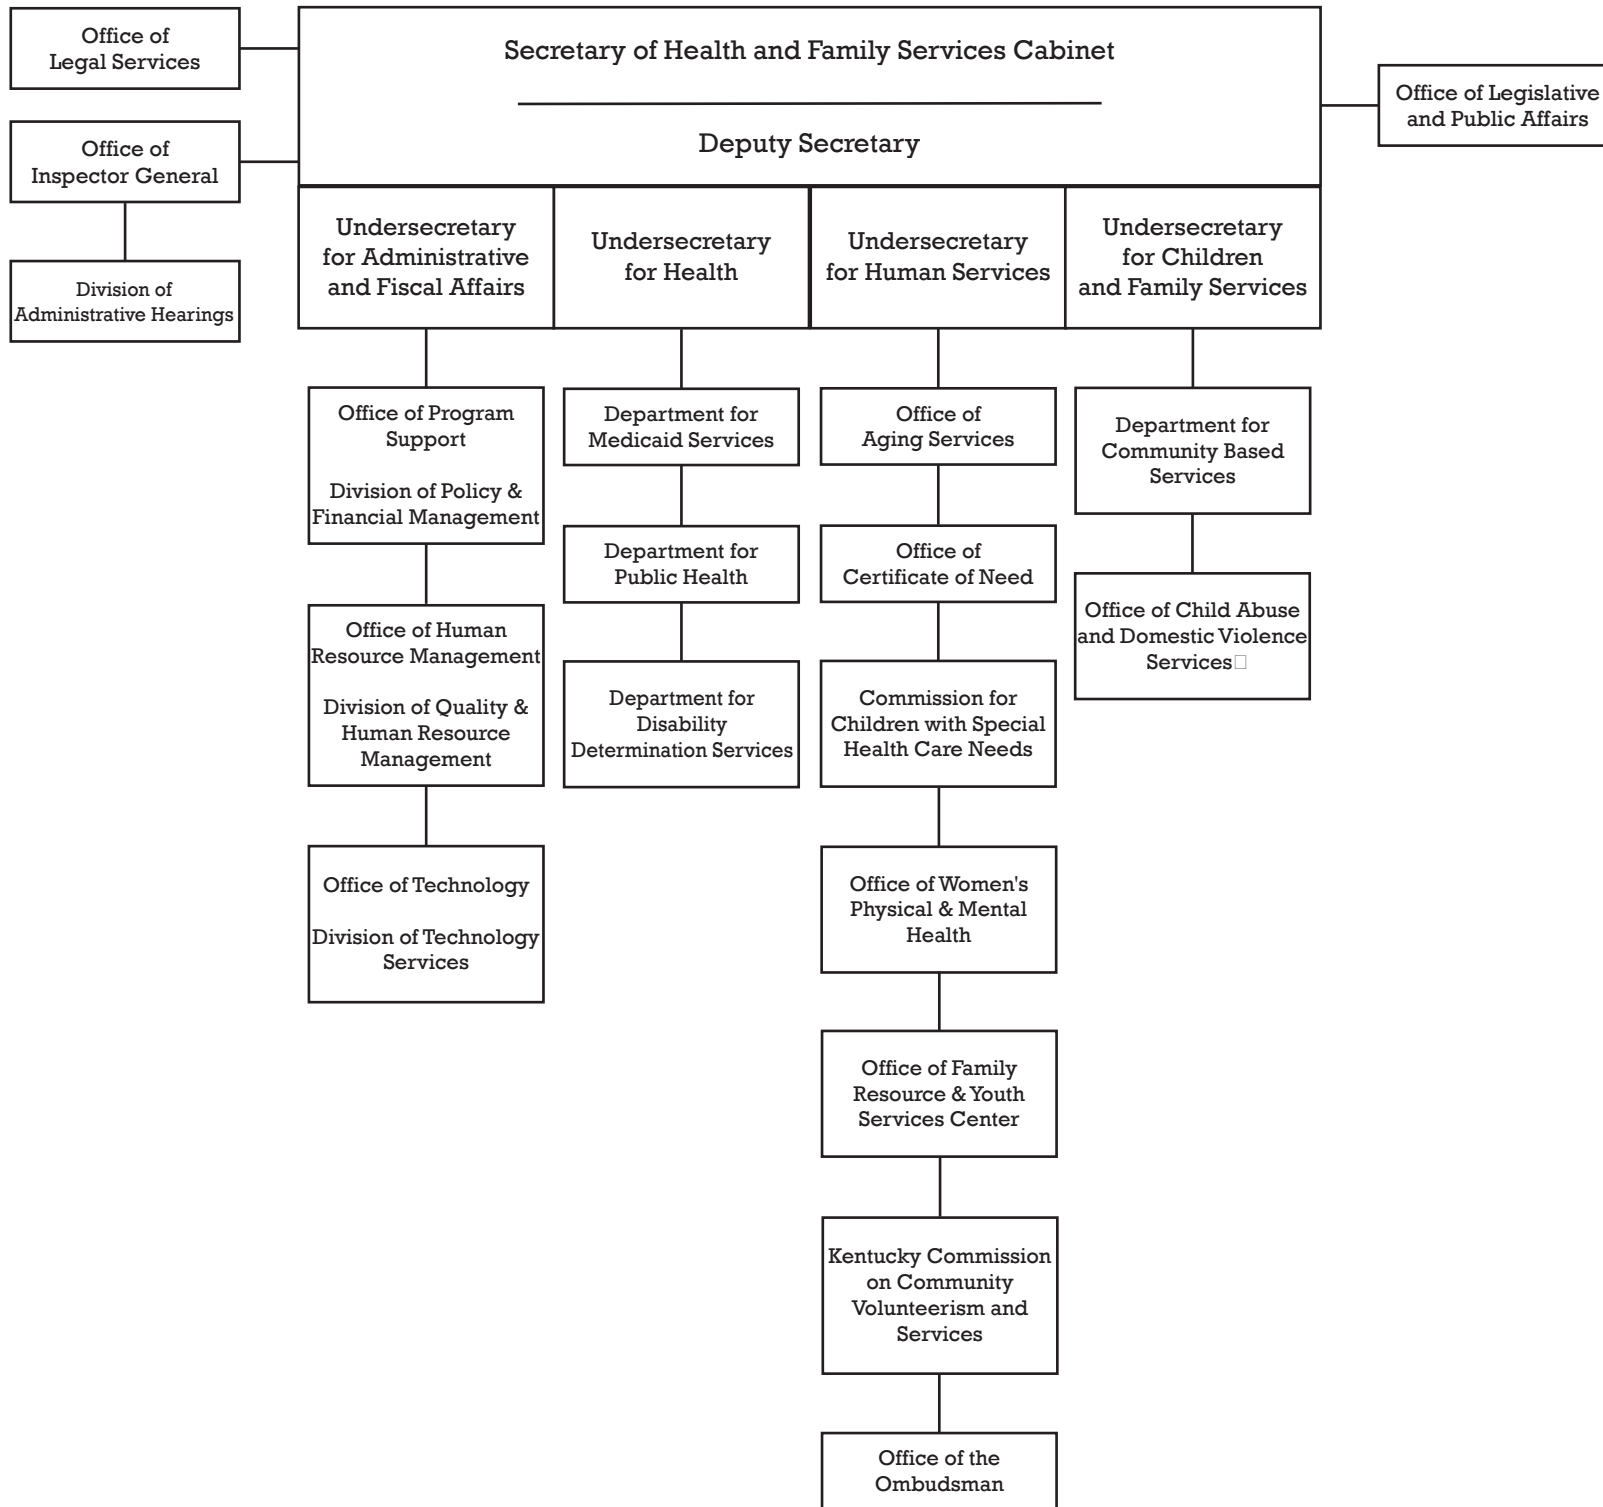 Office of
Legal Services
Secretary of Health and Family Services Cabinet
Deputy Secretary
Office of Legislative
and Public Affairs
Office of
Inspector General
Division of
Administrative Hearings
Undersecretary
for Administrative
and Fiscal Affairs
Undersecretary
for Health
Undersecretary
for Human Services
Undersecretary
for Children
and Family Services
Office of Program
Support
Division of Policy &
Financial Management
Office of Human
Resource Management
Division of Quality &
Human Resource
Management
Office of Technology
Division of Technology
Services
Department for
Medicaid Services
Department for
Public Health
Department for
Disability
Determination Services
Office of
Aging Services
Office of
Certificate of Need
Commission for
Children with Special
Health Care Needs
Office of Women's
Physical & Mental
Health
Office of Family
Resource & Youth
Services Center
Kentucky Commission
on Community
Volunteerism and
Services
Office of the
Ombudsman
Department for
Community Based
Services
Office of Child Abuse
and Domestic Violence
Services□